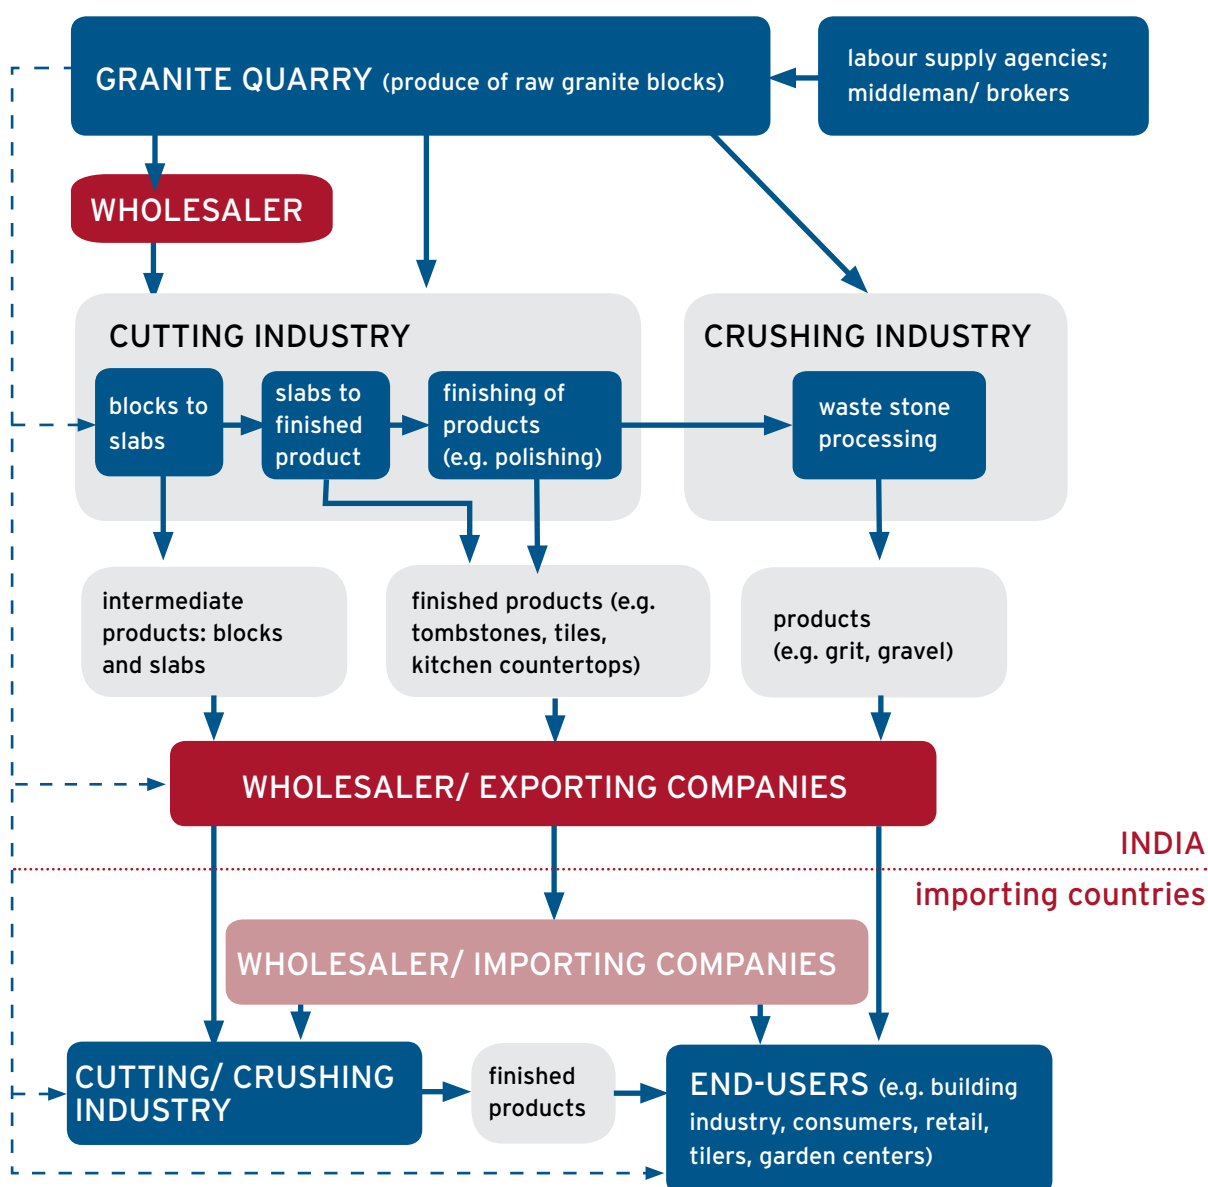 GRANITE QUARRY (produce of raw granite blocks)
labour supply agencies;
middleman/ brokers
WHOLESALER
CUTTING INDUSTRY
blocks to
slabs
slabs to
finished
product
finishing of
products
(e.g. polishing)
CRUSHING INDUSTRY
waste stone
processing
intermediate
products: blocks
and slabs
finished products (e.g.
tombstones, tiles,
kitchen countertops)
products
(e.g. grit, gravel)
WHOLESALER/ EXPORTING COMPANIES
INDIA
importing countries
WHOLESALER/ IMPORTING COMPANIES
CUTTING/ CRUSHING
INDUSTRY
finished
products
END-USERS (e.g. building
industry, consumers, retail,
tilers, garden centers)